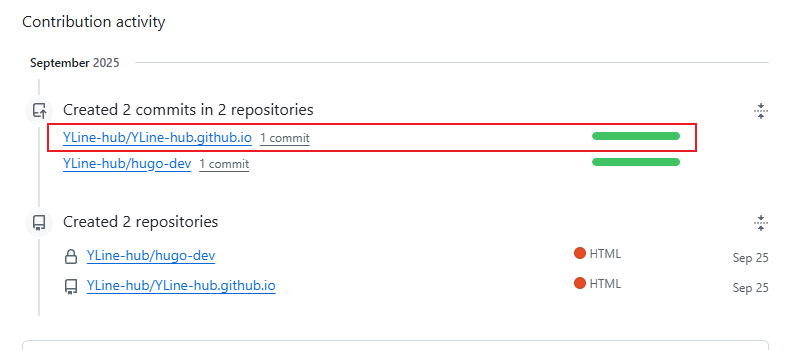 Contribution activity
September 2025
Created 2 commits in 2 repositories
YLine-hub/YLine-hub.github.io 1 commit
YLine-hub/hugo-dev 1 commit
Created 2 repositories
YLine-hub/hugo-dev HTML Sep 25
YLine-hub/YLine-hub.github.io HTML Sep 25